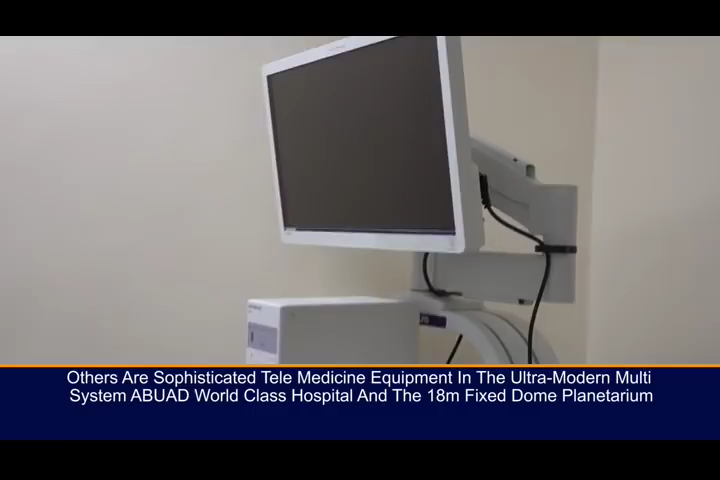 Others Are Sophisticated Tele Medicine Equipment In The Ultra-Modern Multi
System ABUAD World Class Hospital And The 18m Fixed Dome Planetarium